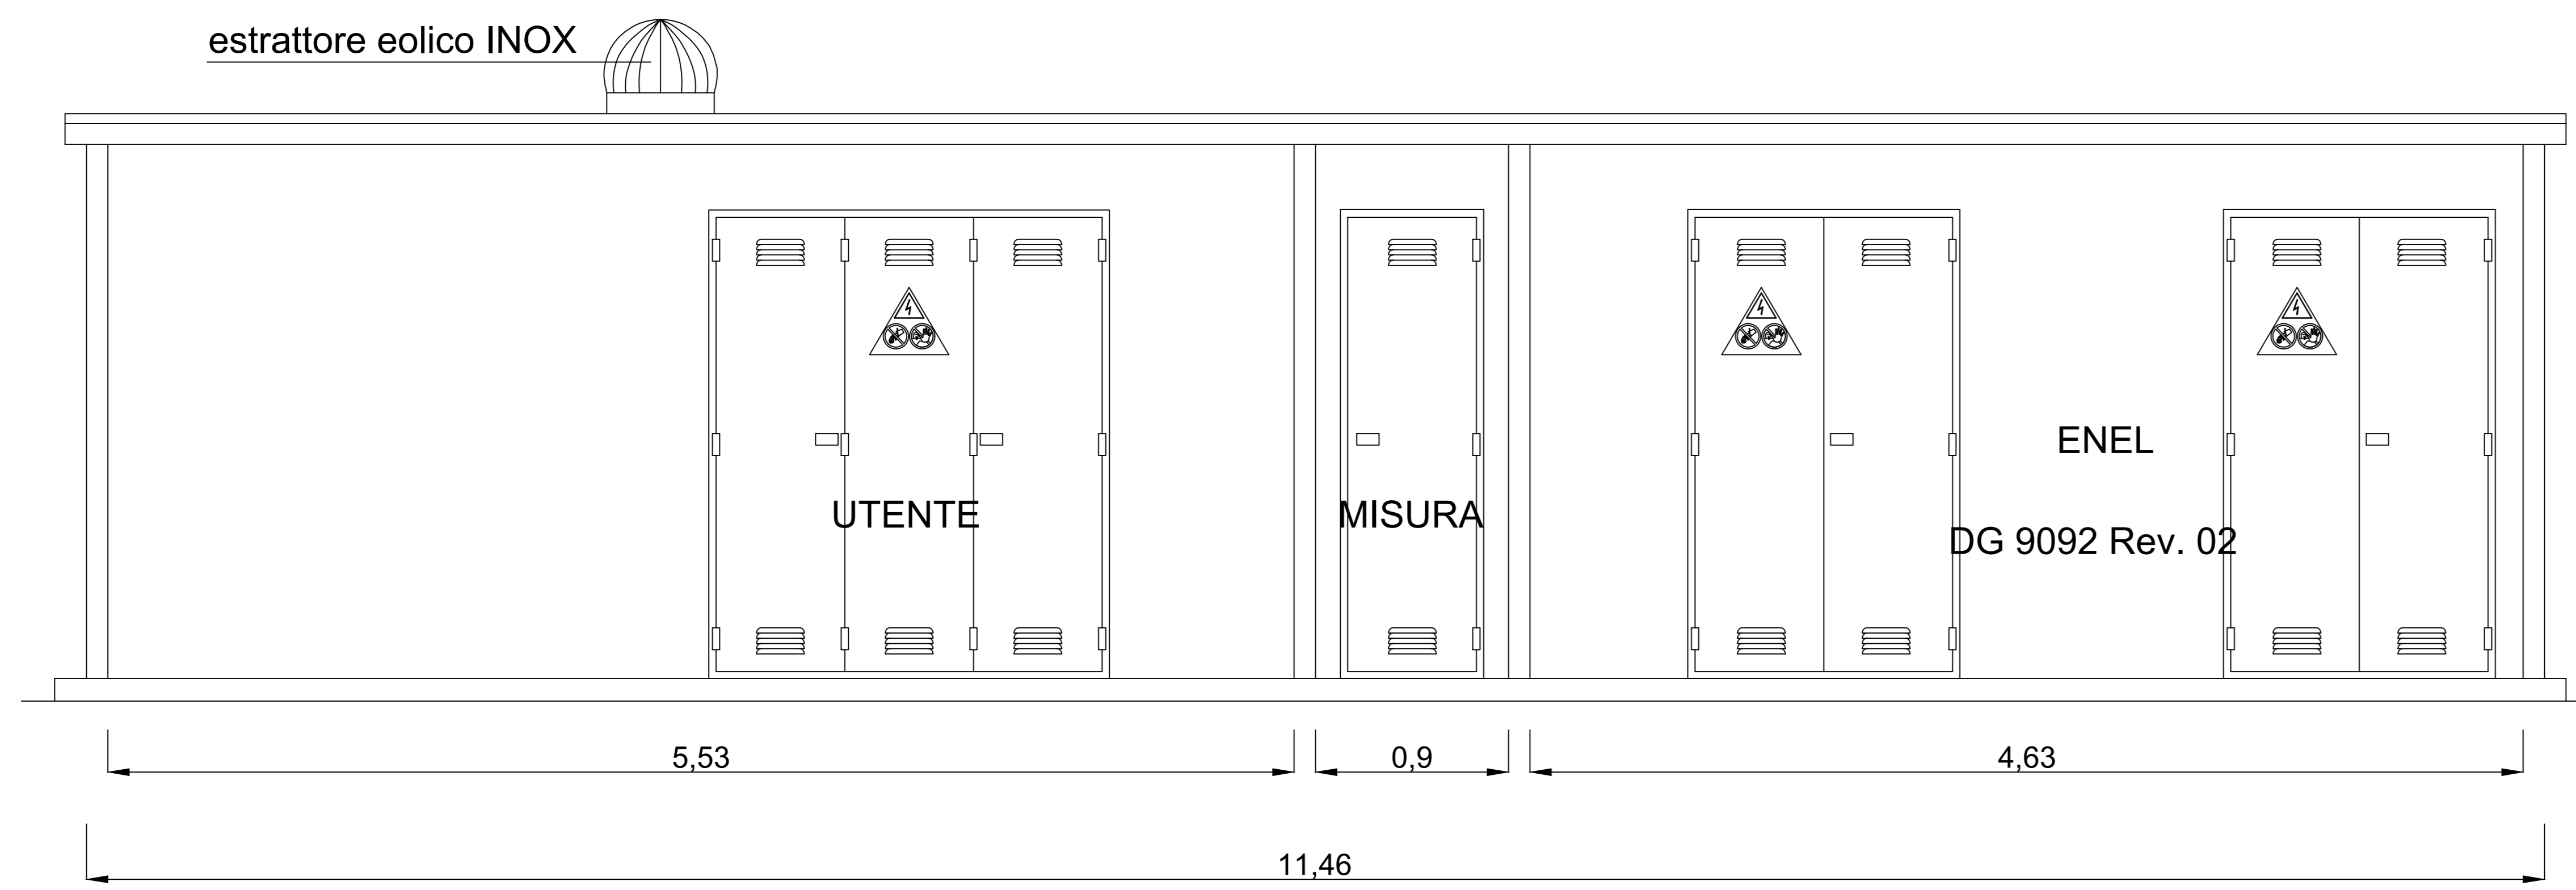 estrattore eolico INOX
ENEL
UTENTE
MISURA
DG 9092 Rev. 02
5,53
0,9
4,63
11,46